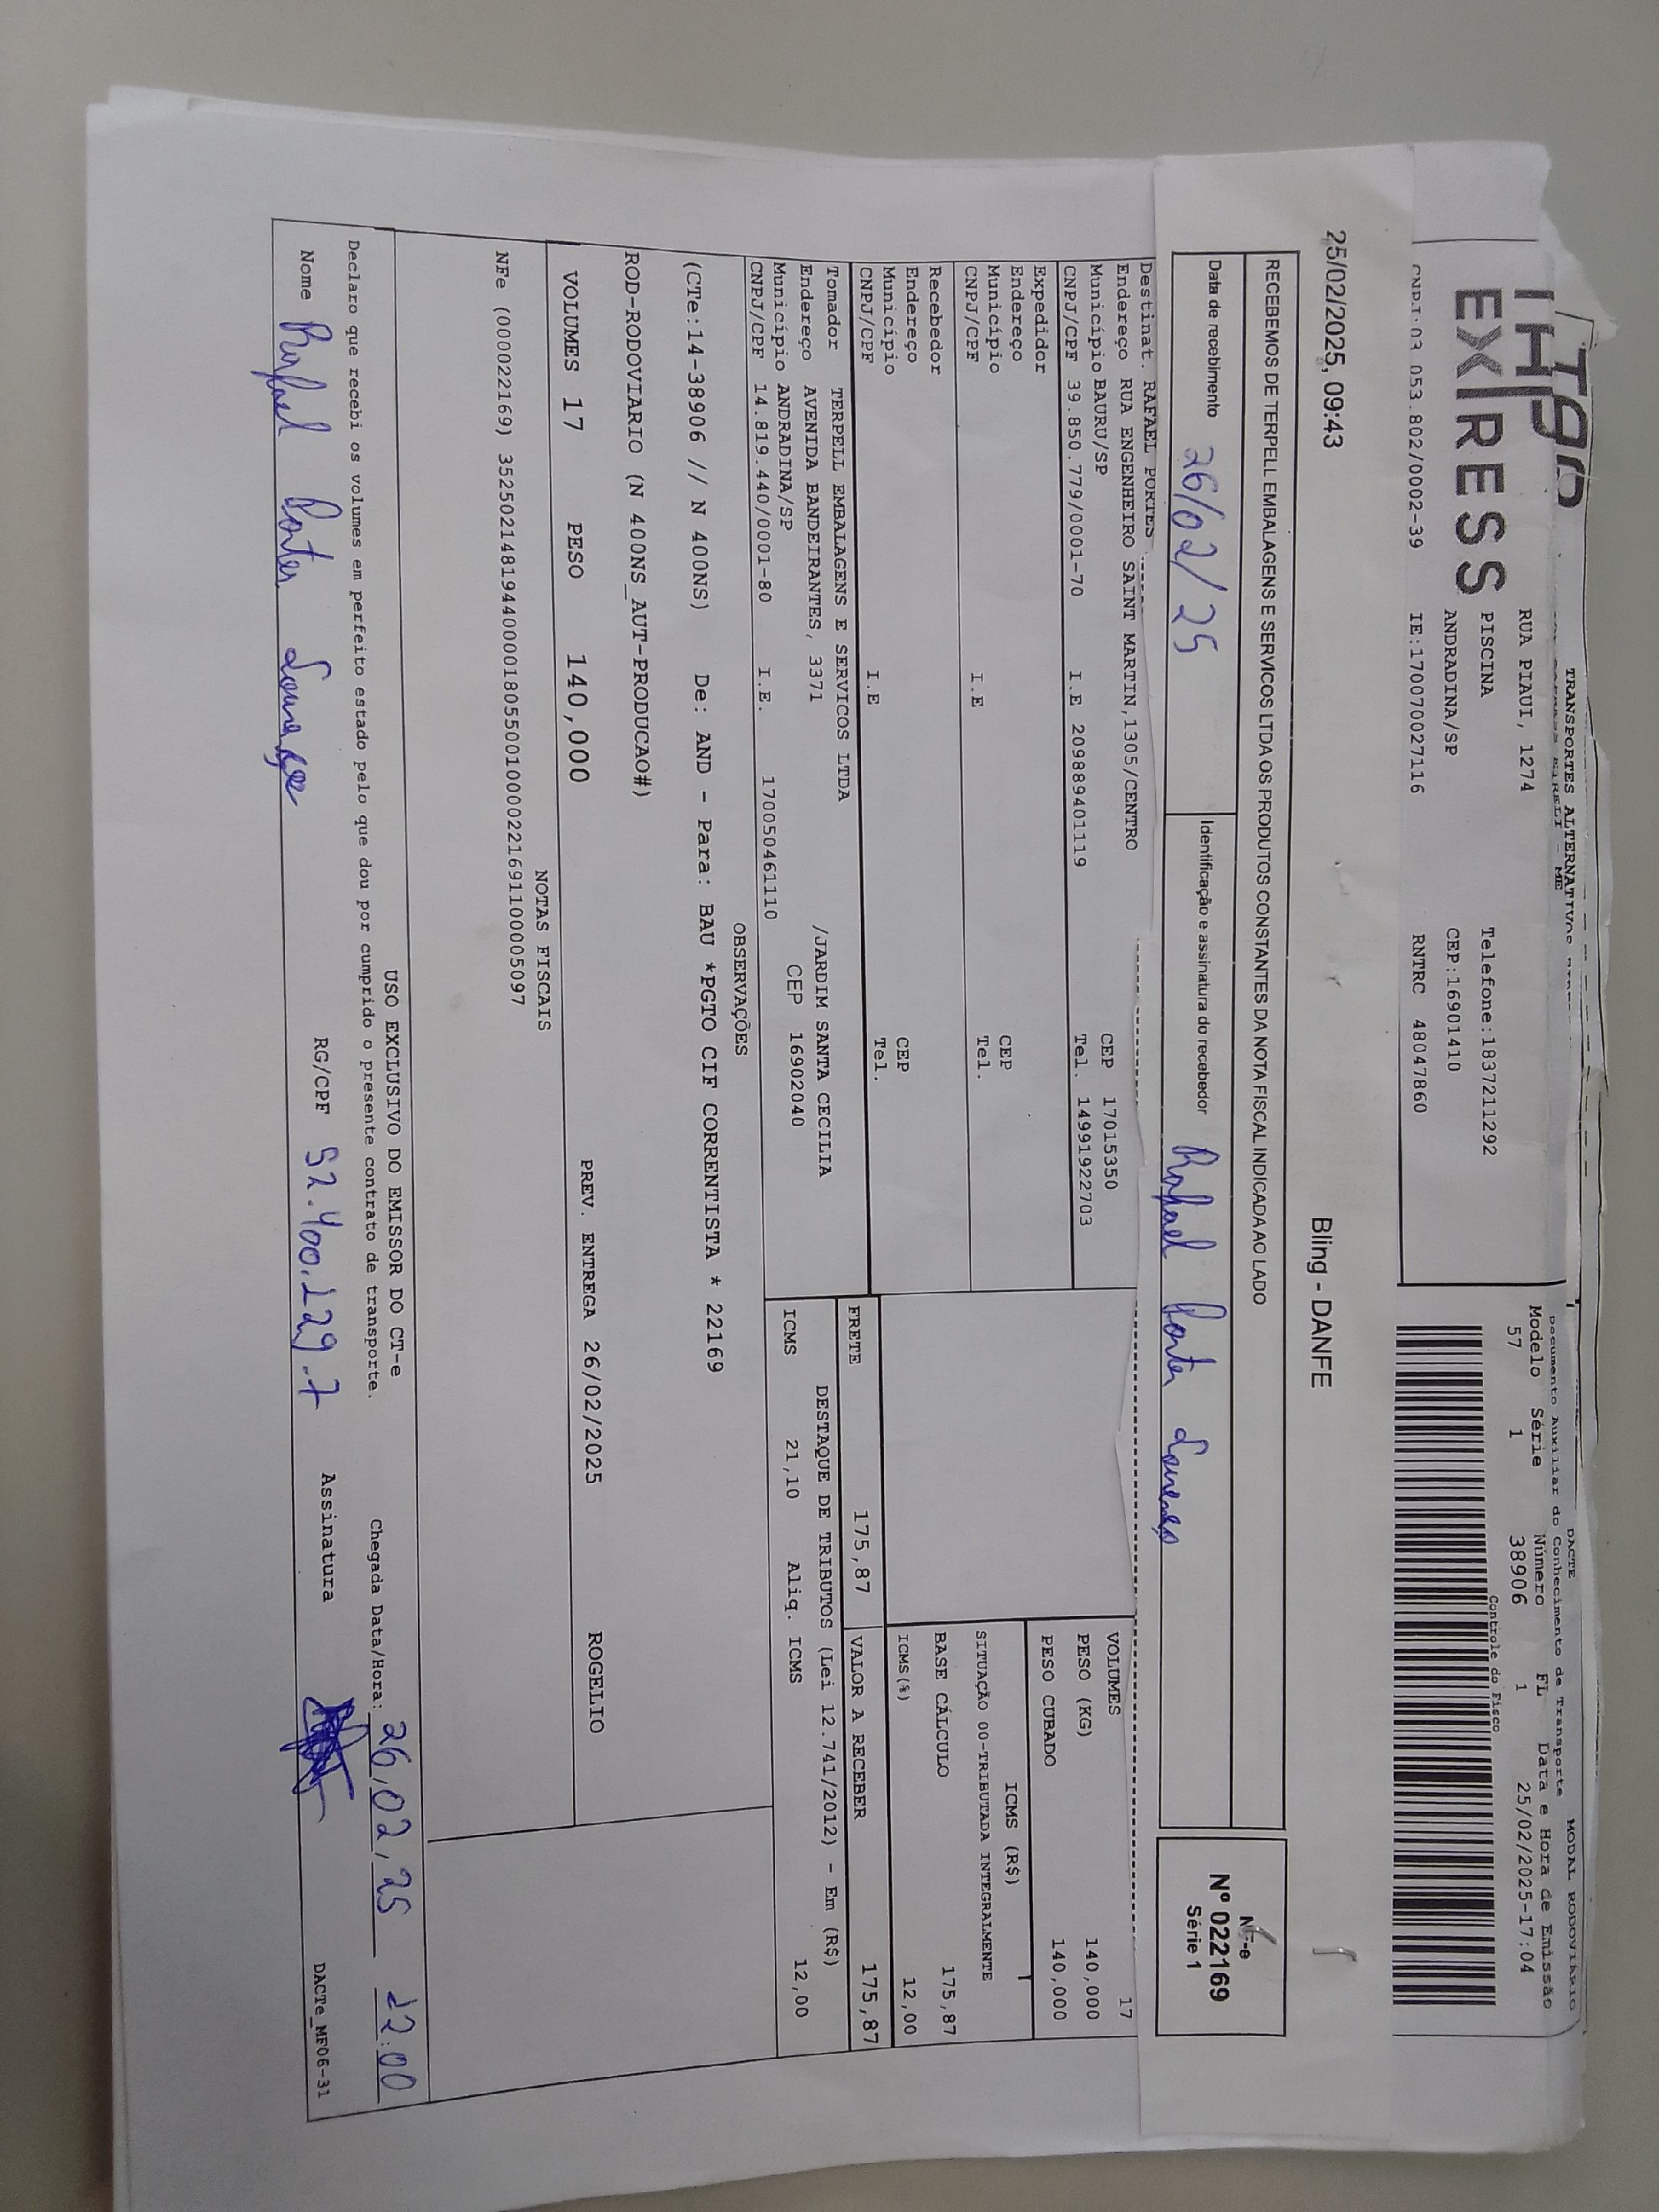 TRANSPORTES ALTERNATIVOS
EIRELI - ME
EXPRESS
RUA PIAUI, 1274
PISCINA
Telefone:1837211292
ANDRADINA/SP
CEP:16901410
CNPJ:03.053.802/0002-39 IE:170070027116 RNTRC 48047860
DACTE MODAL RODOVIÁRIO
Documento Auxiliar do Conhecimento de Transporte
Modelo Série Número FL Data e Hora de Emissão
57 1 38906 1 25/02/2025-17:04
Controle do Fisco
25/02/2025, 09:43 Bling - DANFE
RECEBEMOS DE TERPELL EMBALAGENS E SERVICOS LTDA OS PRODUTOS CONSTANTES DA NOTA FISCAL INDICADA AO LADO
Data de recebimento 26/02/25
Identificação e assinatura do recebedor Rafael Portes
NF-e
Nº 022169
Série 1
Destinat. RAFAEL PORTES
Endereço RUA ENGENHEIRO SAINT MARTIN,1305/CENTRO
Município BAURU/SP CEP 17015350
CNPJ/CPF 39.850.779/0001-70 I.E 209889401119 Tel. 14991922703
Expedidor
Endereço
Município CEP
CNPJ/CPF I.E Tel.
Recebedor
Endereço
Município CEP
CNPJ/CPF I.E Tel.
Tomador TERPELL EMBALAGENS E SERVICOS LTDA
Endereço AVENIDA BANDEIRANTES, 3371 /JARDIM SANTA CECILIA
Município ANDRADINA/SP CEP 16902040
CNPJ/CPF 14.819.440/0001-80 I.E. 170050461110
VOLUMES 17
PESO (KG) 140,000
PESO CUBADO 140,000
ICMS (R$)
SITUAÇÃO 00-TRIBUTADA INTEGRALMENTE
BASE CÁLCULO 175,87
ICMS(%) 12,00
FRETE 175,87 VALOR A RECEBER 175,87
DESTAQUE DE TRIBUTOS (Lei 12.741/2012) - Em (R$)
ICMS 21,10 Aliq. ICMS 12,00
OBSERVAÇÕES
(CTe:14-38906 // N 400NS) De: AND - Para: BAU *PGTO CIF CORRENTISTA * 22169
ROD-RODOVIARIO (N 400NS_AUT-PRODUCAO#)
VOLUMES 17 PESO 140,000 PREV. ENTREGA 26/02/2025 ROGELIO
NOTAS FISCAIS
NFe (000022169) 35250214819440000180550010000221691100005097
USO EXCLUSIVO DO EMISSOR DO CT-e
Declaro que recebi os volumes em perfeito estado pelo que dou por cumprido o presente contrato de transporte.
Chegada Data/Hora: 26,02,25 12:00
Nome Rafael Portes RG/CPF 52.400.129.7 Assinatura
DACTe_MF06-31